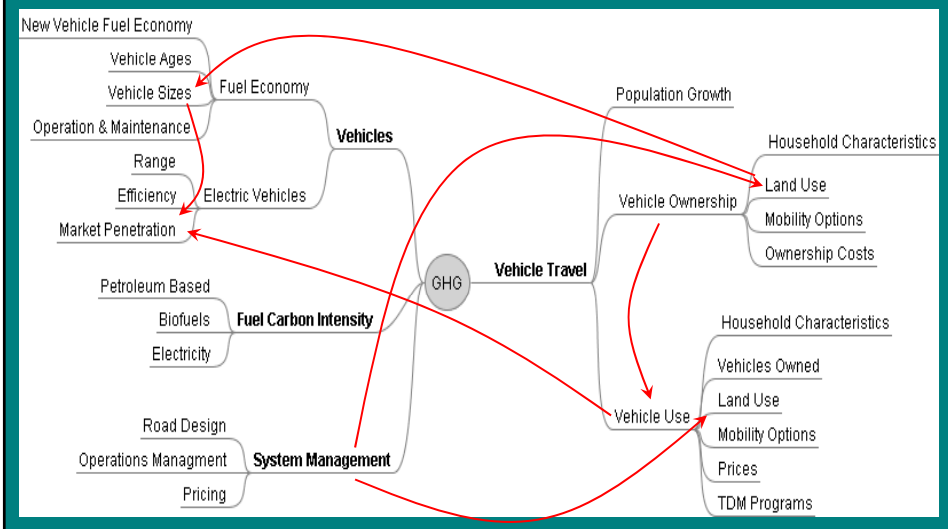 New Vehicle Fuel Economy
Vehicle Ages
Vehicle Sizes
Operation & Maintenance
Fuel Economy
Range
Efficiency
Market Penetration
Electric Vehicles
Vehicles
Petroleum Based
Biofuels
Electricity
Fuel Carbon Intensity
Road Design
Operations Managment
Pricing
System Management
GHG
Vehicle Travel
Population Growth
Vehicle Ownership
Household Characteristics
Land Use
Mobility Options
Ownership Costs
Vehicle Use
Household Characteristics
Vehicles Owned
Land Use
Mobility Options
Prices
TDM Programs